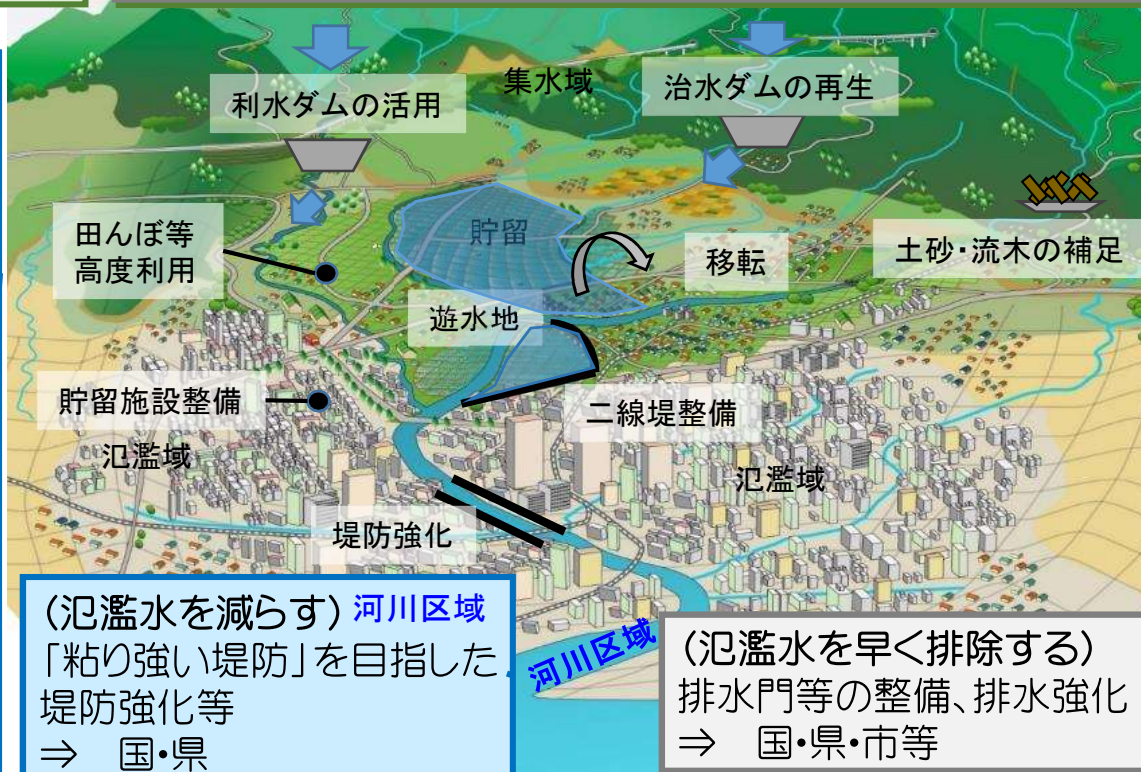 集水域
利水ダムの活用
治水ダムの再生
田んぼ等
高度利用
貯留
移転
土砂・流木の補足
遊水地
貯留施設整備
二線堤整備
氾濫域
氾濫域
堤防強化
(氾濫水を減らす) 河川区域
「粘り強い堤防」を目指した
堤防強化等
⇒ 国・県
河川区域
(氾濫水を早く排除する)
排水門等の整備、排水強化
⇒ 国・県・市等